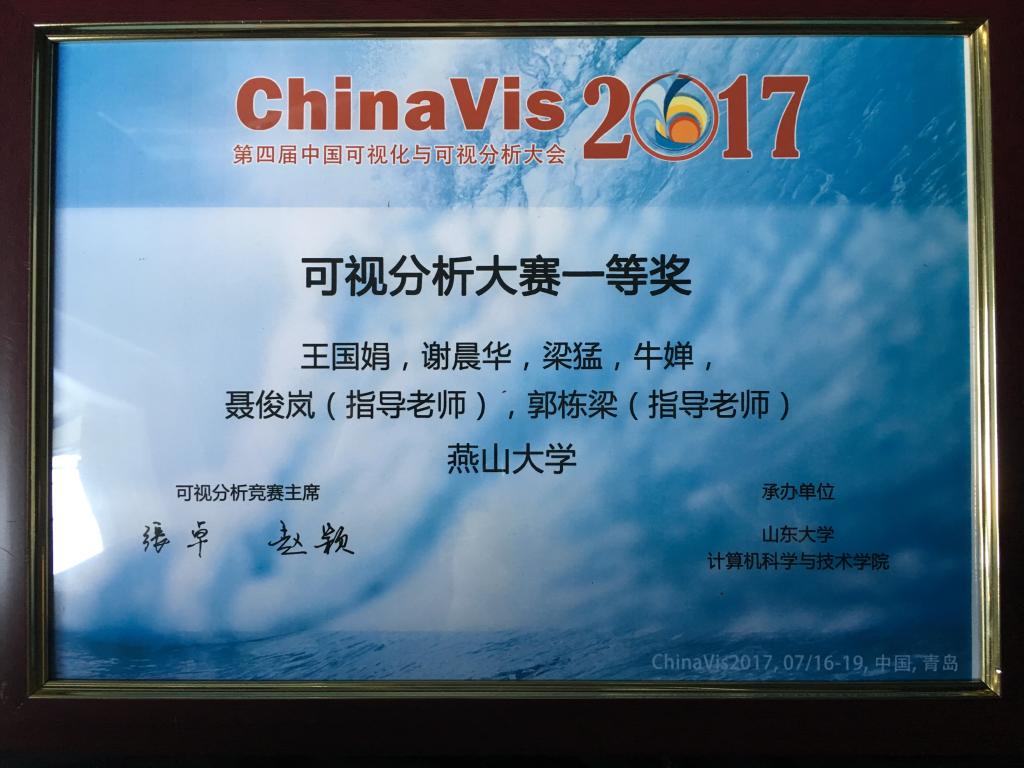 ChinaVis 2017
第四届中国可视化与可视分析大会
可视分析大赛一等奖
王国娟，谢晨华，梁猛，牛婵，
聂俊岚（指导老师），郭栋梁（指导老师）
燕山大学
可视分析竞赛主席
張卓 赵颖
承办单位
山东大学
计算机科学与技术学院
ChinaVis2017, 07/16-19, 中国, 青岛